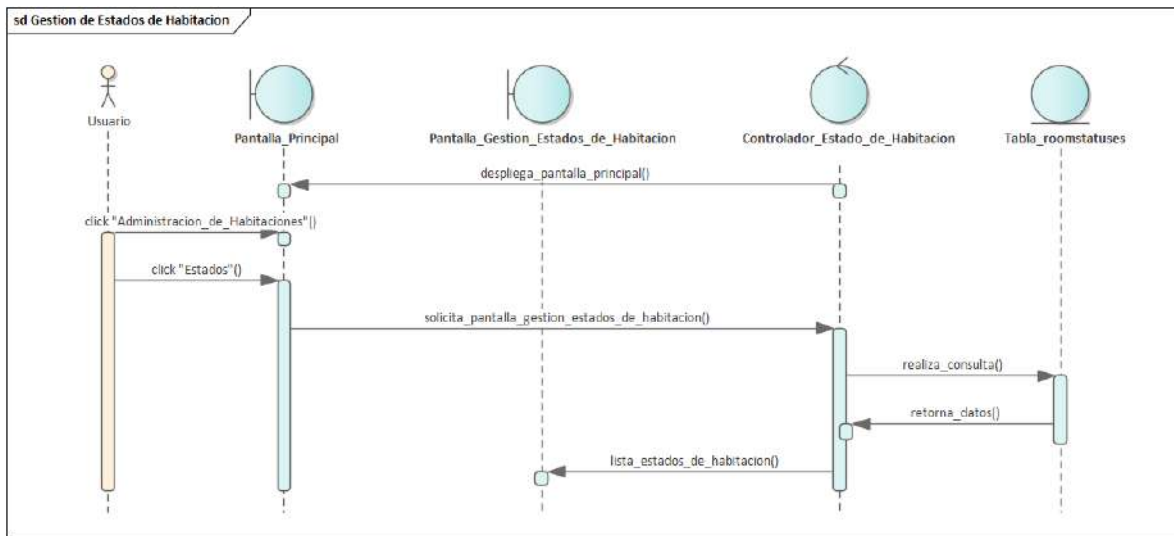 sd Gestion de Estados de Habitacion
Usuario
Pantalla_Principal
Pantalla_Gestion_Estados_de_Habitacion
Controlador_Estado_de_Habitacion
Tabla_roomstatuses
despliega_pantalla_principal()
click "Administracion_de_Habitaciones"()
click "Estados"()
solicita_pantalla_gestion_estados_de_habitacion()
realiza_consulta()
retorna_datos()
lista_estados_de_habitacion()